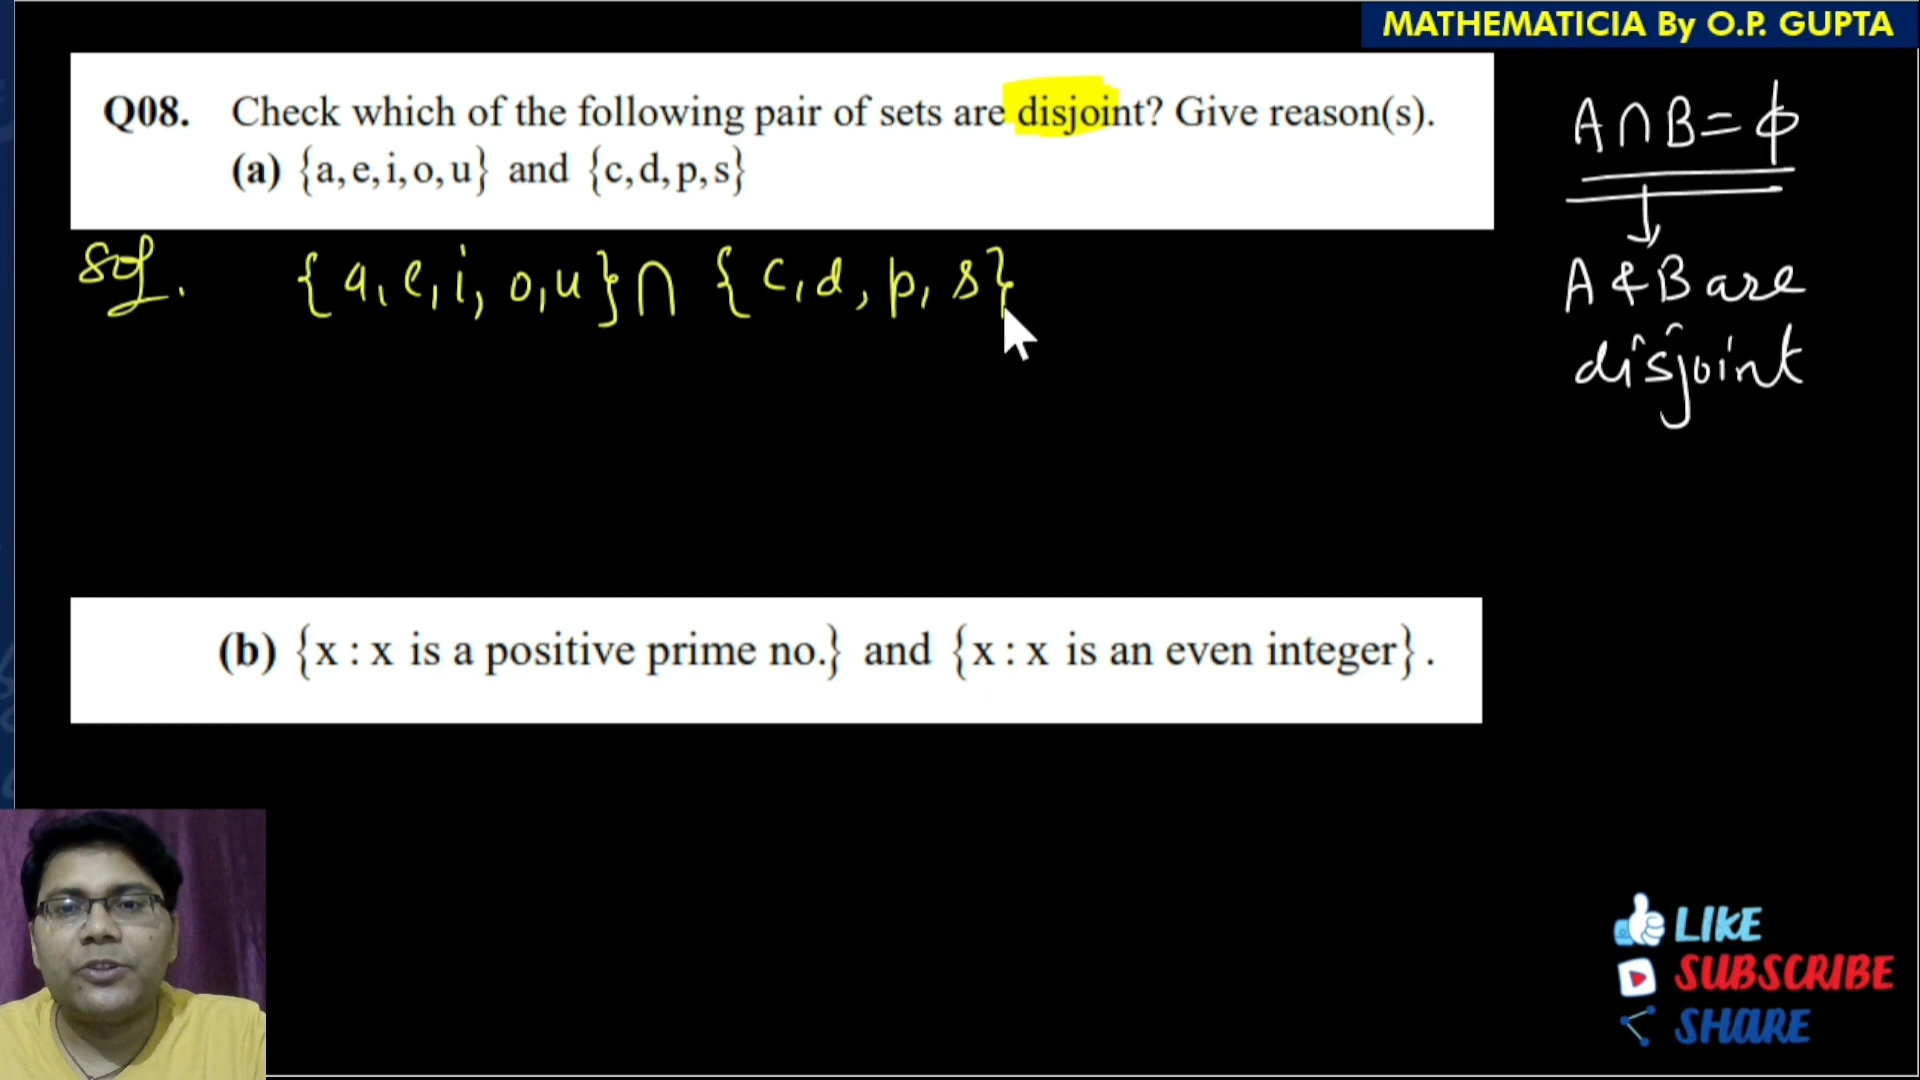 MATHEMATICIA By O.P. GUPTA
Q08. Check which of the following pair of sets are disjoint? Give reason(s).
(a) {a, e, i, o, u} and {c, d, p, s}
A∩B=ϕ
Sol. {a, e, i, o, u} ∩ {c, d, p, s}
A & B are
disjoint
(b) {x : x is a positive prime no.} and {x : x is an even integer}.
LIKE
SUBSCRIBE
SHARE